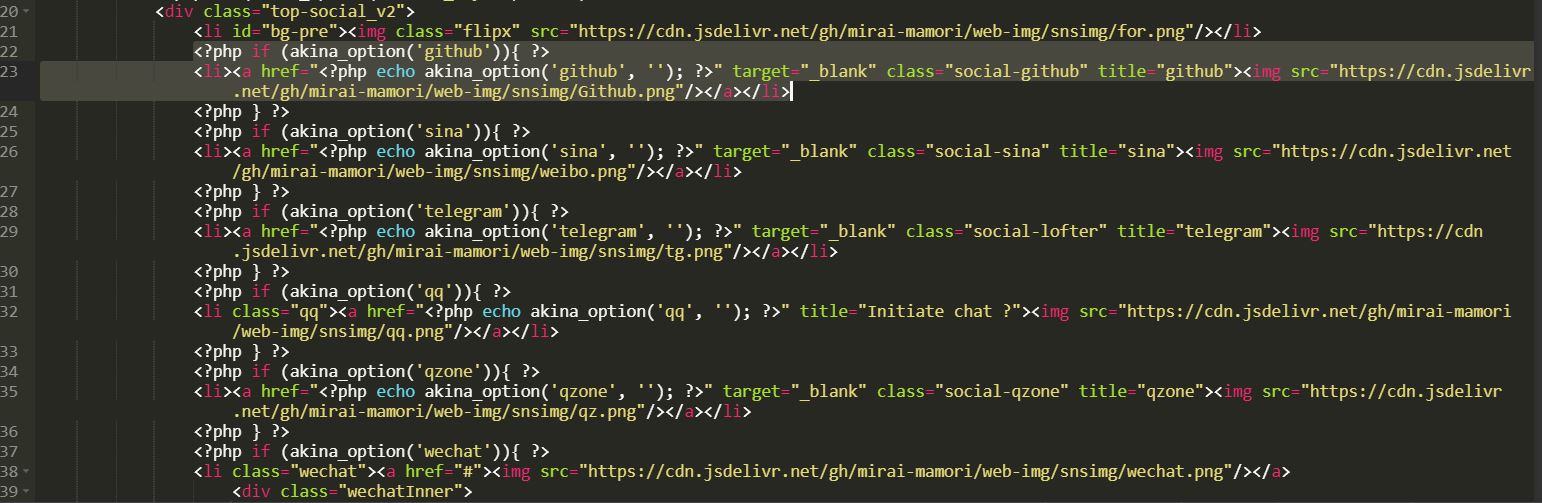 20 <div class="top-social_v2">
21 <li id="bg-pre"><img class="flipx" src="https://cdn.jsdelivr.net/gh/mirai-mamori/web-img/snsimg/for.png"/></li>
22 <?php if (akina_option('github')){ ?>
23 <li><a href="<?php echo akina_option('github', ''); ?>" target="_blank" class="social-github" title="github"><img src="https://cdn.jsdelivr
.net/gh/mirai-mamori/web-img/snsimg/Github.png"/></a></li>
24 <?php } ?>
25 <?php if (akina_option('sina')){ ?>
26 <li><a href="<?php echo akina_option('sina', ''); ?>" target="_blank" class="social-sina" title="sina"><img src="https://cdn.jsdelivr.net
/gh/mirai-mamori/web-img/snsimg/weibo.png"/></a></li>
27 <?php } ?>
28 <?php if (akina_option('telegram')){ ?>
29 <li><a href="<?php echo akina_option('telegram', ''); ?>" target="_blank" class="social-lofter" title="telegram"><img src="https://cdn
.jsdelivr.net/gh/mirai-mamori/web-img/snsimg/tg.png"/></a></li>
30 <?php } ?>
31 <?php if (akina_option('qq')){ ?>
32 <li class="qq"><a href="<?php echo akina_option('qq', ''); ?>" title="Initiate chat ?"><img src="https://cdn.jsdelivr.net/gh/mirai-mamori
/web-img/snsimg/qq.png"/></a></li>
33 <?php } ?>
34 <?php if (akina_option('qzone')){ ?>
35 <li><a href="<?php echo akina_option('qzone', ''); ?>" target="_blank" class="social-qzone" title="qzone"><img src="https://cdn.jsdelivr
.net/gh/mirai-mamori/web-img/snsimg/qz.png"/></a></li>
36 <?php } ?>
37 <?php if (akina_option('wechat')){ ?>
38 <li class="wechat"><a href="#"><img src="https://cdn.jsdelivr.net/gh/mirai-mamori/web-img/snsimg/wechat.png"/></a>
39 <div class="wechatInner">